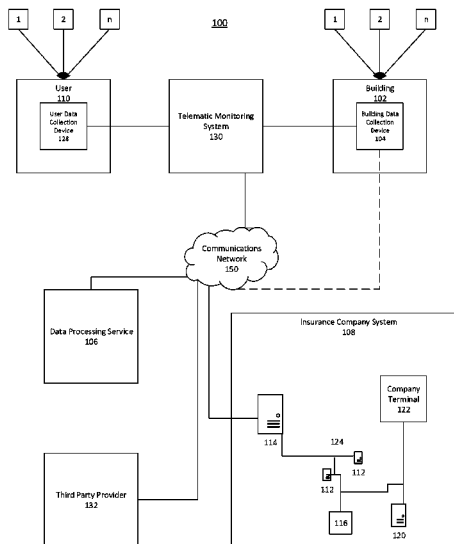 100
1
2
n
1
2
n
User
110
User Data
Collection
Device
128
Telematic Monitoring
System
130
Building
102
Building Data
Collection
Device
104
Communications
Network
150
Data Processing Service
106
Insurance Company System
108
Company
Terminal
122
114
124
112
112
116
120
Third Party Provider
132